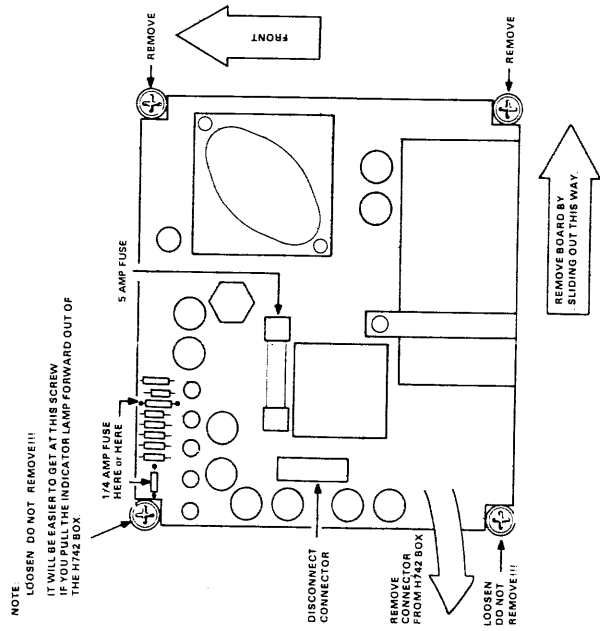 NOTE:
LOOSEN DO NOT REMOVE!!!
IT WILL BE EASIER TO GET AT THIS SCREW
IF YOU PULL THE INDICATOR LAMP FORWARD OUT OF
THE H742 BOX.
1/4 AMP FUSE
HERE or HERE
5 AMP FUSE
REMOVE
FRONT
DISCONNECT
CONNECTOR
REMOVE
CONNECTOR
FROM H742 BOX
LOOSEN
DO NOT
REMOVE!!!
REMOVE BOARD BY
SLIDING OUT THIS WAY.
REMOVE